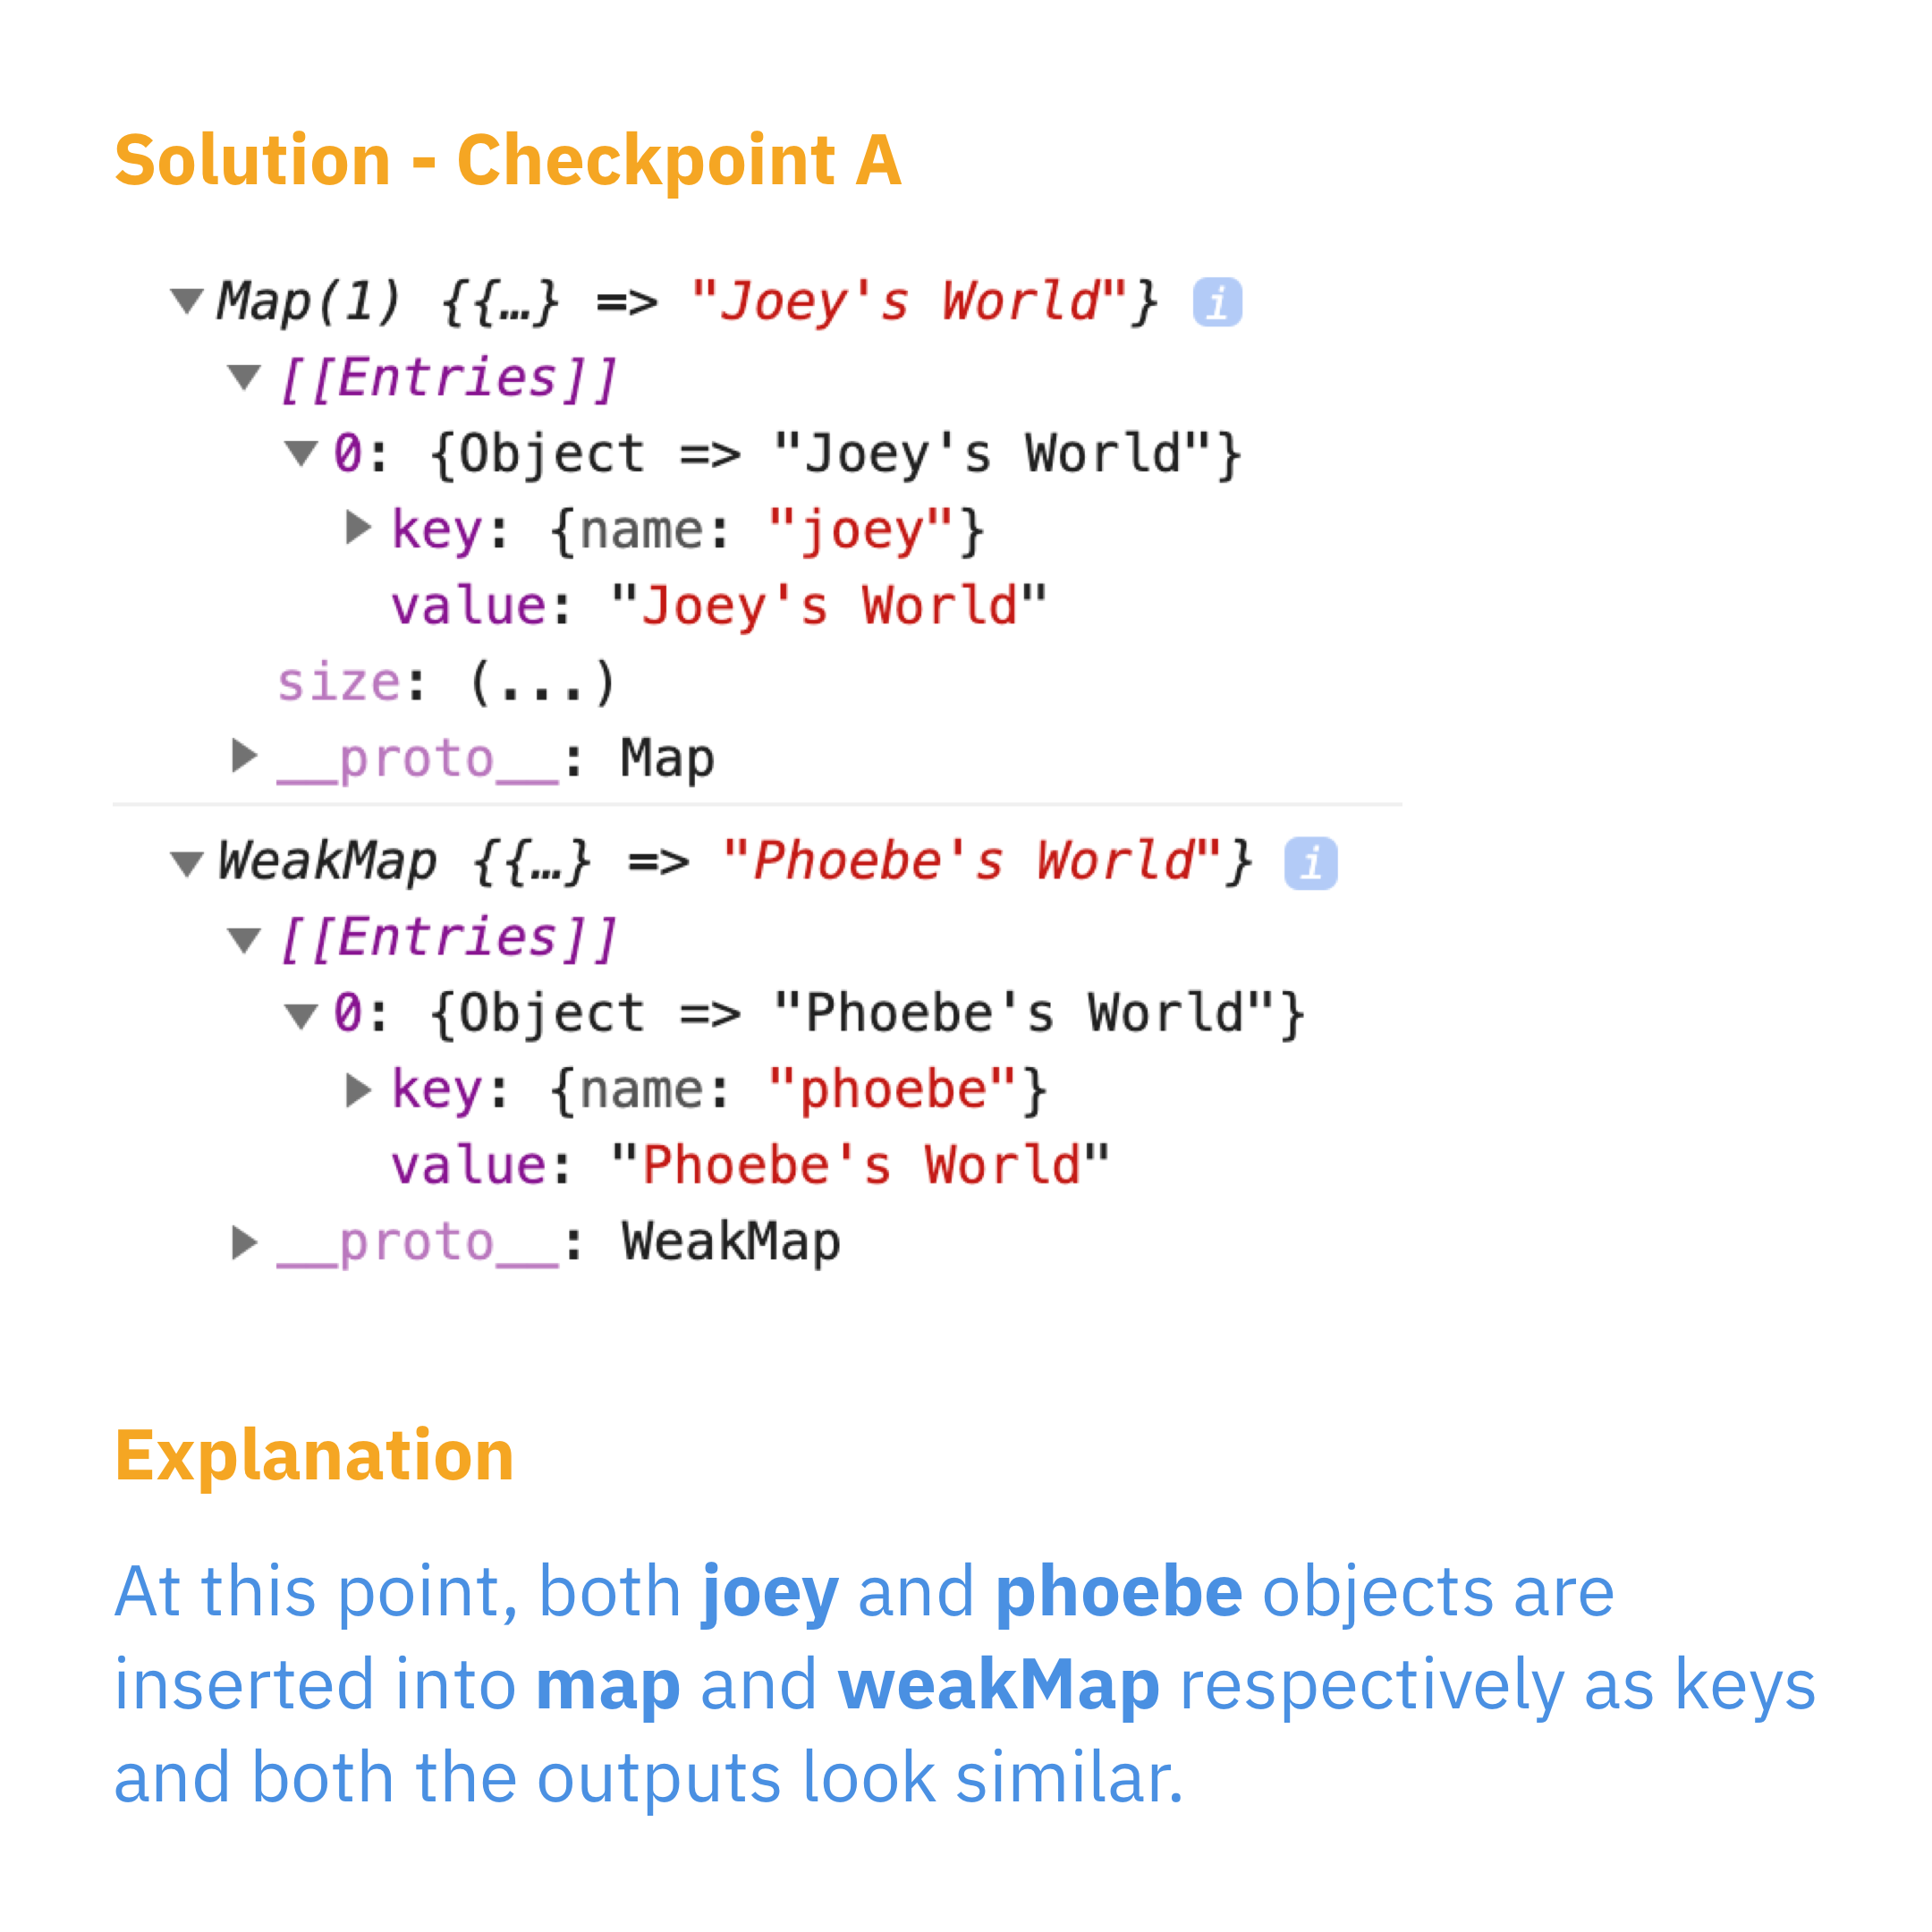 Solution - Checkpoint A
Map(1) {{…} => "Joey's World"} i
[[Entries]]
0: {Object => "Joey's World"}
key: {name: "joey"}
value: "Joey's World"
size: (...)
__proto__: Map
WeakMap {{…} => "Phoebe's World"} i
[[Entries]]
0: {Object => "Phoebe's World"}
key: {name: "phoebe"}
value: "Phoebe's World"
__proto__: WeakMap
Explanation
At this point, both joey and phoebe objects are
inserted into map and weakMap respectively as keys
and both the outputs look similar.